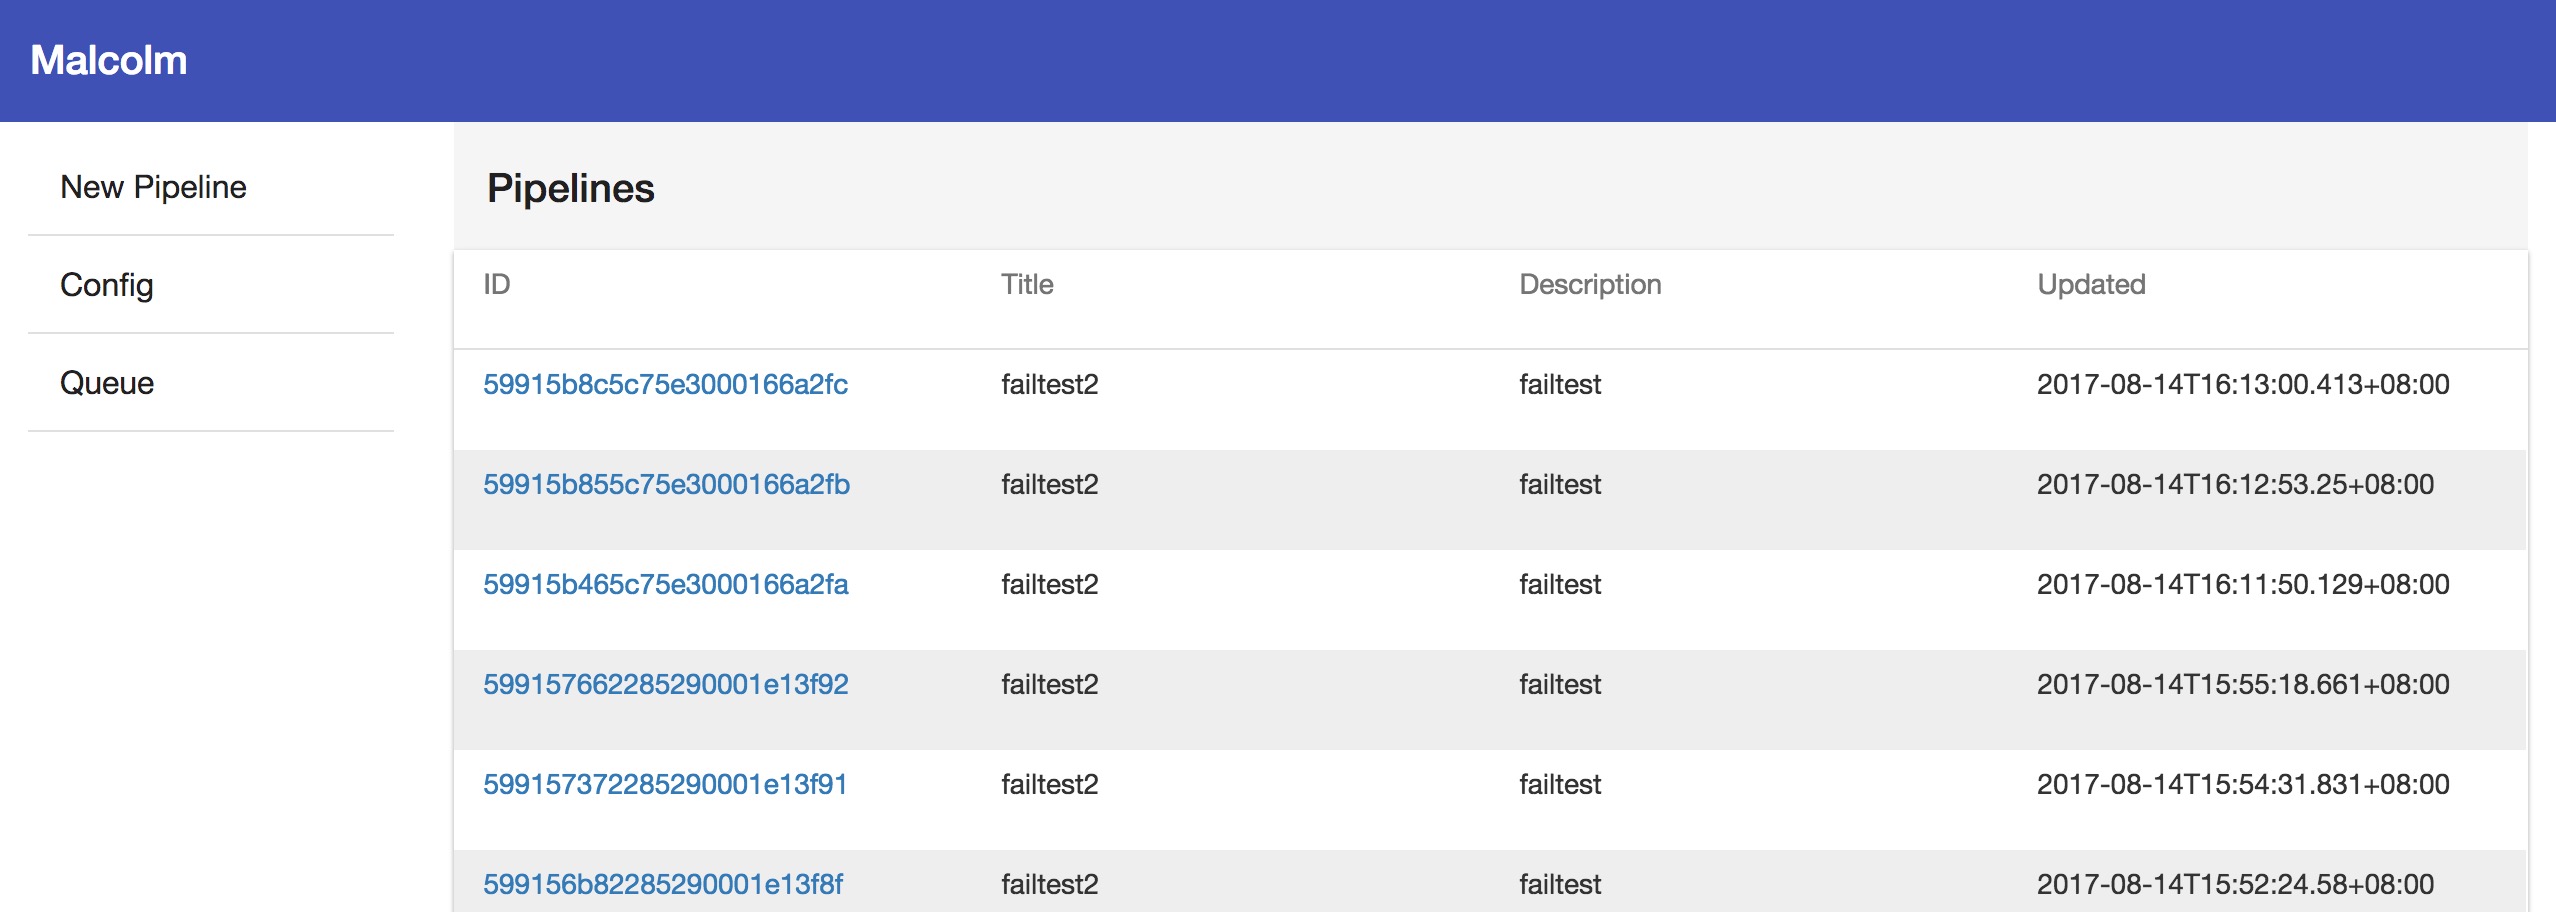 Malcolm
New Pipeline
Config
Queue
Pipelines
ID Title Description Updated
59915b8c5c75e3000166a2fc failtest2 failtest 2017-08-14T16:13:00.413+08:00
59915b855c75e3000166a2fb failtest2 failtest 2017-08-14T16:12:53.25+08:00
59915b465c75e3000166a2fa failtest2 failtest 2017-08-14T16:11:50.129+08:00
599157662285290001e13f92 failtest2 failtest 2017-08-14T15:55:18.661+08:00
599157372285290001e13f91 failtest2 failtest 2017-08-14T15:54:31.831+08:00
599156b82285290001e13f8f failtest2 failtest 2017-08-14T15:52:24.58+08:00